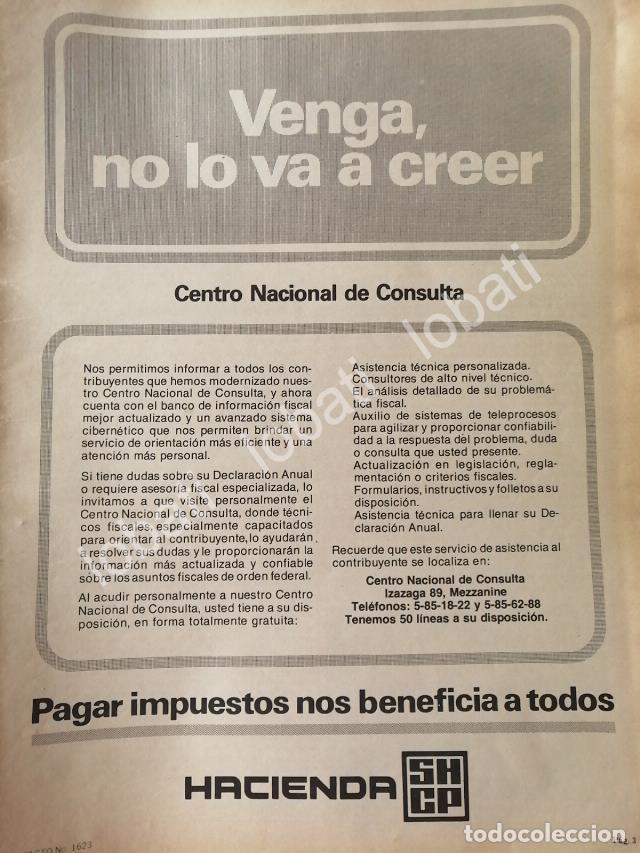 Venga,
no lo va a creer
Centro Nacional de Consulta
Nos permitimos informar a todos los con-
tribuyentes que hemos modernizado nues-
tro Centro Nacional de Consulta, y ahora
cuenta con el banco de información fiscal
mejor actualizado y un avanzado sistema
cibernético que nos permiten brindar un
servicio de orientación más eficiente y una
atención más personal.
Si tiene dudas sobre su Declaración Anual
o requiere asesoría fiscal especializada, lo
invitamos a que visite personalmente el
Centro Nacional de Consulta, donde técni-
cos fiscales, especialmente capacitados
para orientar al contribuyente, lo ayudarán
a resolver sus dudas y le proporcionarán la
información más actualizada y confiable
sobre los asuntos fiscales de orden federal.
Al acudir personalmente a nuestro Centro
Nacional de Consulta, usted tiene a su dis-
posición, en forma totalmente gratuita:
Asistencia técnica personalizada.
Consultores de alto nivel técnico.
El análisis detallado de su problemá-
tica fiscal.
Auxilio de sistemas de teleprocesos
para agilizar y proporcionar confiabili-
dad a la respuesta del problema, duda
o consulta que usted presente.
Actualización en legislación, regla-
mentación o criterios fiscales.
Formularios, instructivos y folletos a su
disposición.
Asistencia técnica para llenar su De-
claración Anual.
Recuerde que este servicio de asistencia al
contribuyente se localiza en:
Centro Nacional de Consulta
Izazaga 89, Mezzanine
Teléfonos: 5-85-18-22 y 5-85-62-88
Tenemos 50 líneas a su disposición.
Pagar impuestos nos beneficia a todos
HACIENDA SHCP
No. 1623
todocoleccion
lobati lobati lobati